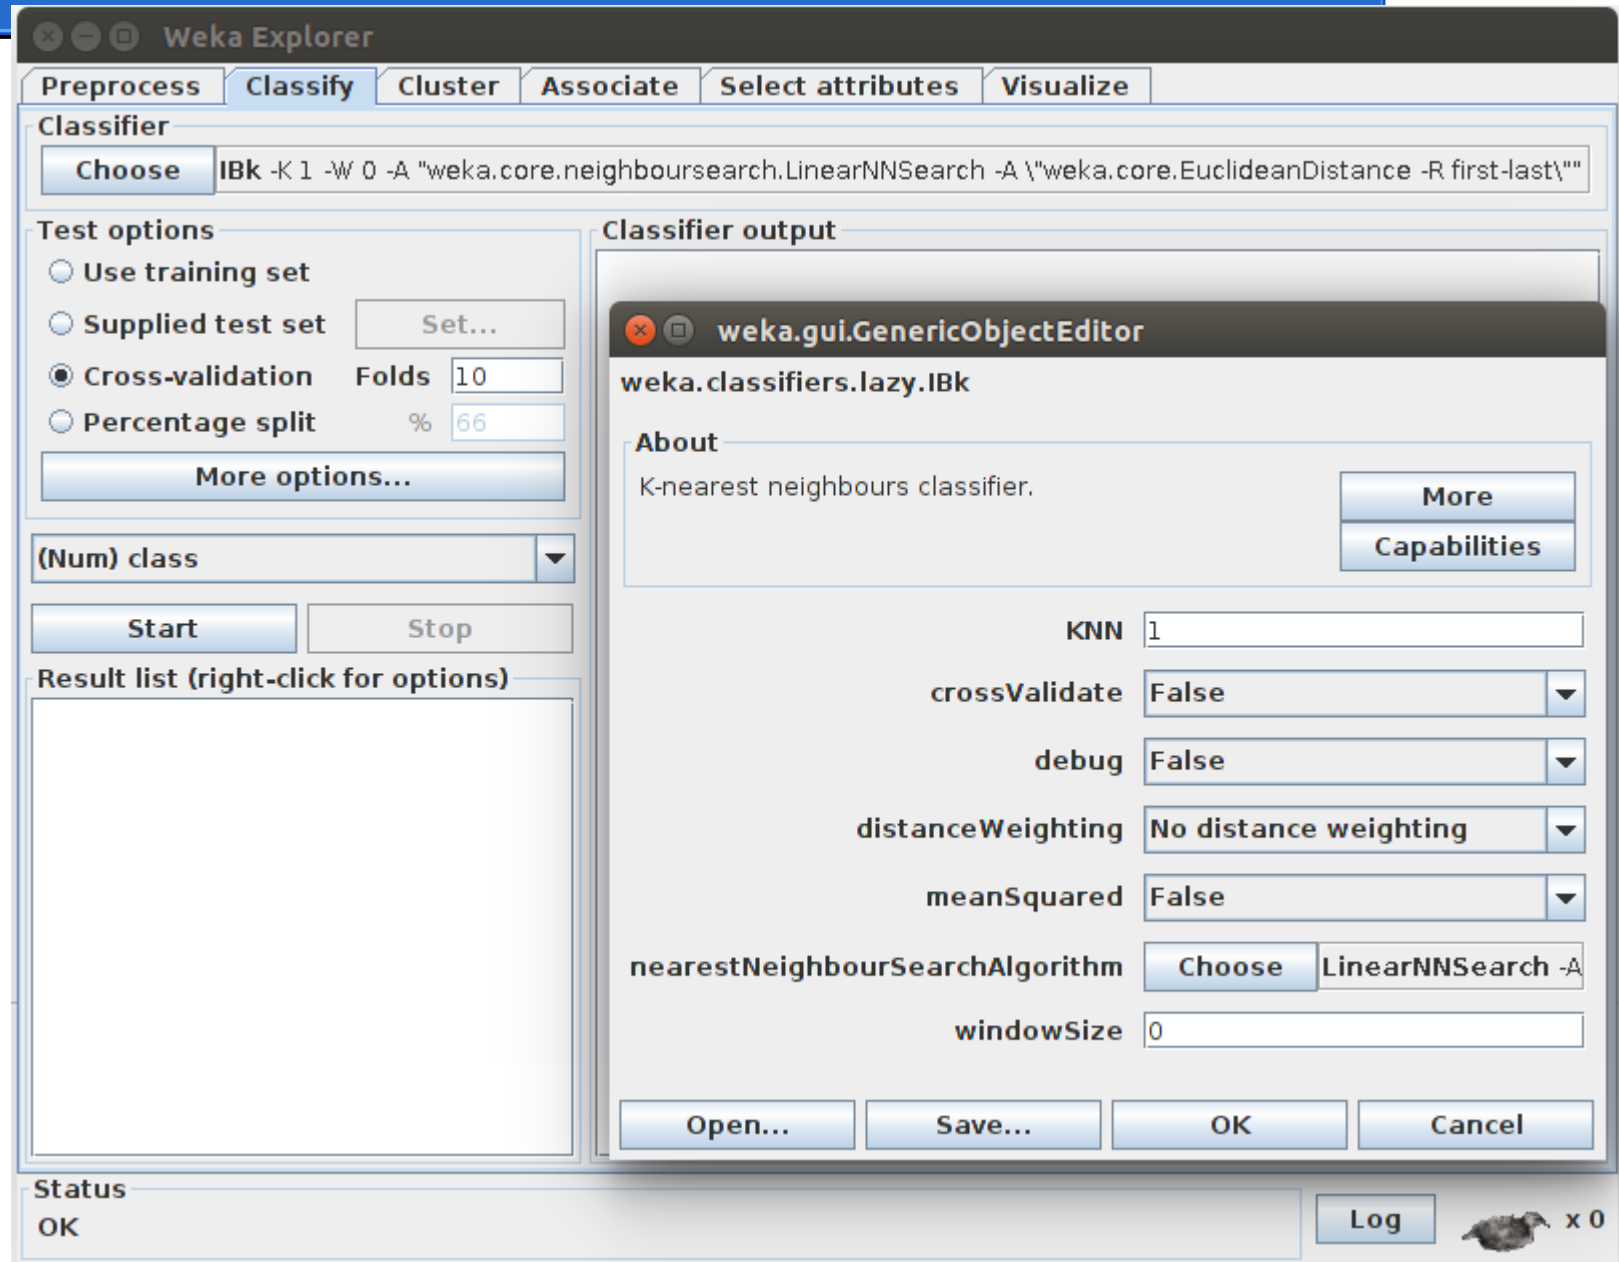 Weka Explorer
Preprocess Classify Cluster Associate Select attributes Visualize
Classifier
Choose IBk -K 1 -W 0 -A "weka.core.neighboursearch.LinearNNSearch -A \"weka.core.EuclideanDistance -R first-last\""
Test options
Use training set
Supplied test set Set...
Cross-validation Folds 10
Percentage split % 66
More options...
(Num) class
Start Stop
Result list (right-click for options)
Classifier output
weka.gui.GenericObjectEditor
weka.classifiers.lazy.IBk
About
K-nearest neighbours classifier.
More
Capabilities
KNN 1
crossValidate False
debug False
distanceWeighting No distance weighting
meanSquared False
nearestNeighbourSearchAlgorithm Choose LinearNNSearch -A
windowSize 0
Open... Save... OK Cancel
Status
OK
Log x 0